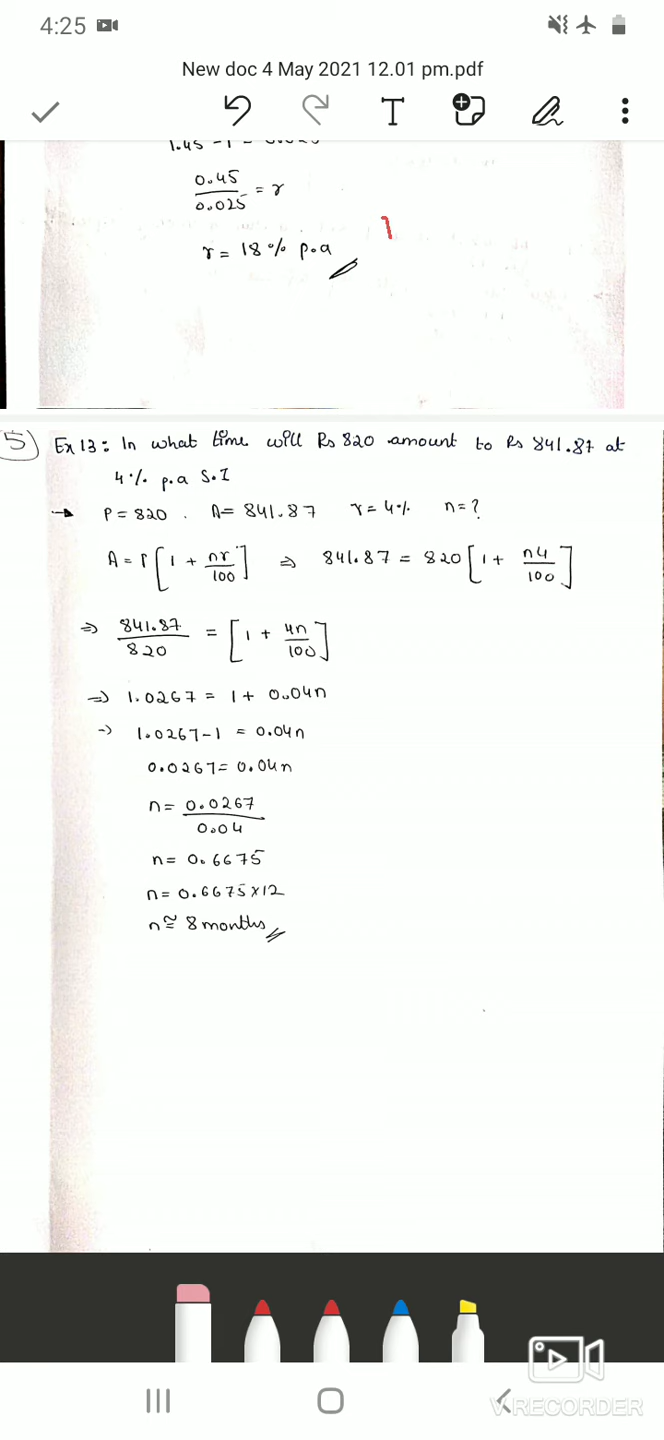 4:25
New doc 4 May 2021 12.01 pm.pdf
T
0.45/0.025 = r
r = 18% p.a
1
5) Ex 13: In what time will Rs 820 amount to Rs 841.87 at
4% p.a S.I
→ P = 820 . A = 841.87 r = 4% n = ?
A = P[1 + nr/100] ⇒ 841.87 = 820[1 + n4/100]
⇒ 841.87/820 = [1 + 4n/100]
⇒ 1.0267 = 1 + 0.04n
→ 1.0267-1 = 0.04n
0.0267 = 0.04n
n = 0.0267/0.04
n = 0.6675
n = 0.6675 x 12
n ≅ 8 months
V RECORDER